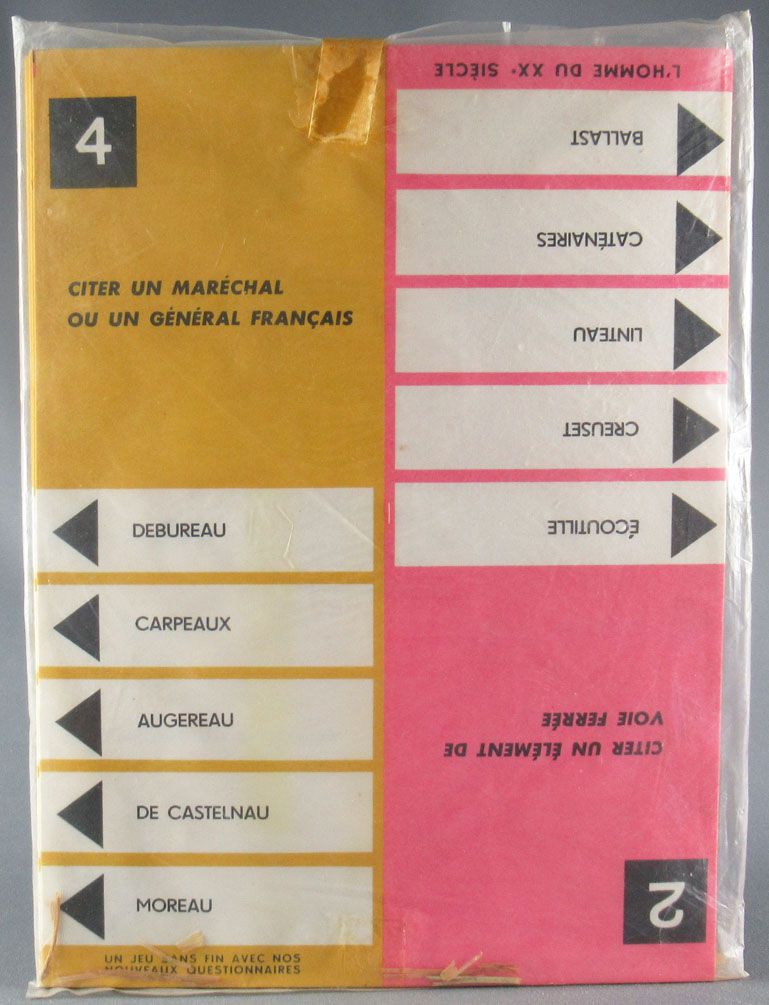 4
CITER UN MARÉCHAL
OU UN GÉNÉRAL FRANÇAIS
DEBUREAU
CARPEAUX
AUGEREAU
DE CASTELNAU
MOREAU
UN JEU SANS FIN AVEC NOS
NOUVEAUX QUESTIONNAIRES
2
CITER UN ÉLÉMENT DE
VOIE FERRÉE
ÉCOUTILLE
CREUSET
LINTEAU
CATÉNAIRES
BALLAST
L'HOMME DU XXe SIÈCLE